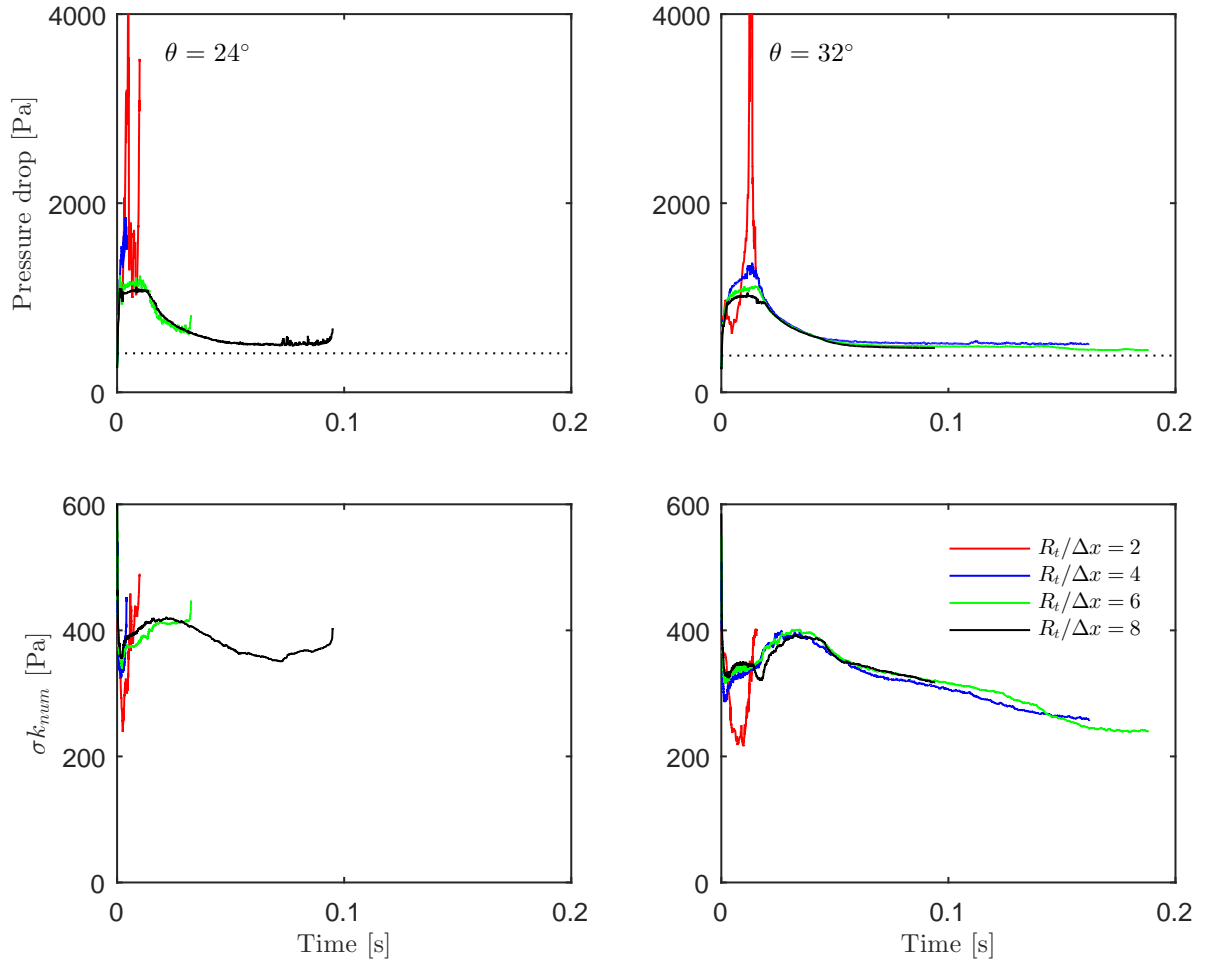 θ = 24°
4000
2000
0
Pressure drop [Pa]
0 0.1 0.2
θ = 32°
4000
2000
0
0 0.1 0.2
600
400
200
0
σk_num [Pa]
0 0.1 0.2
Time [s]
600
400
200
0
R_t/Δx = 2
R_t/Δx = 4
R_t/Δx = 6
R_t/Δx = 8
0 0.1 0.2
Time [s]